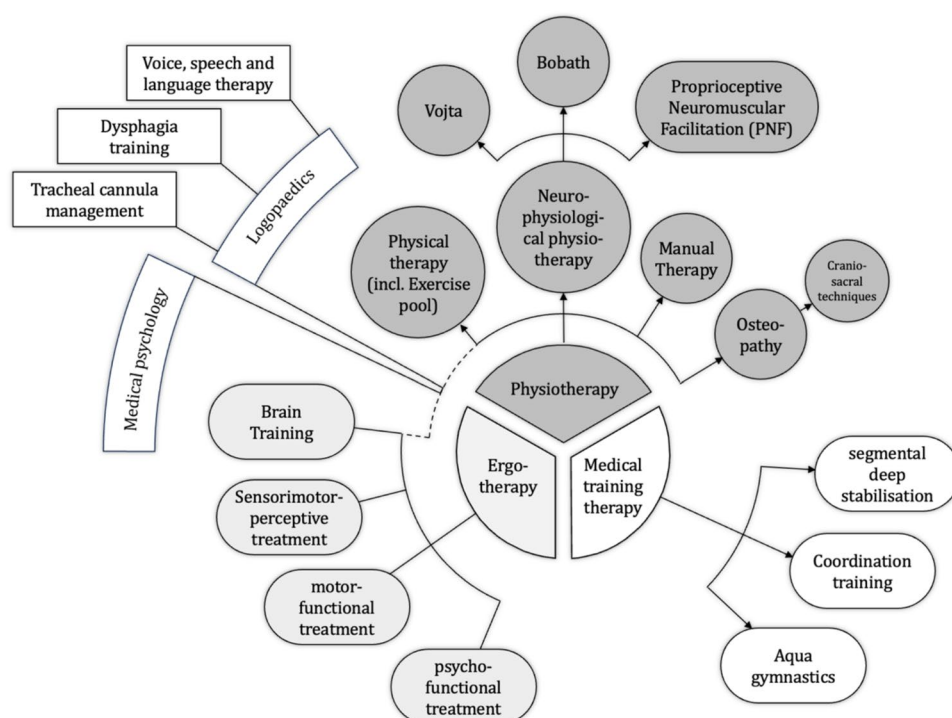 Voice, speech and
language therapy
Dysphagia
training
Tracheal cannula
management
Logopaedics
Medical psychology
Vojta
Bobath
Proprioceptive
Neuromuscular
Facilitation (PNF)
Neuro-
physiologi-
cal physio-
therapy
Physical
therapy
(incl. Exercise
pool)
Manual
Therapy
Osteo-
pathy
Cranio-
sacral
techniques
Physiotherapy
Ergo-
therapy
Medical
training
therapy
Brain
Training
Sensorimotor-
perceptive
treatment
motor-
functional
treatment
psycho-
functional
treatment
segmental
deep
stabilisation
Coordination
training
Aqua
gymnastics